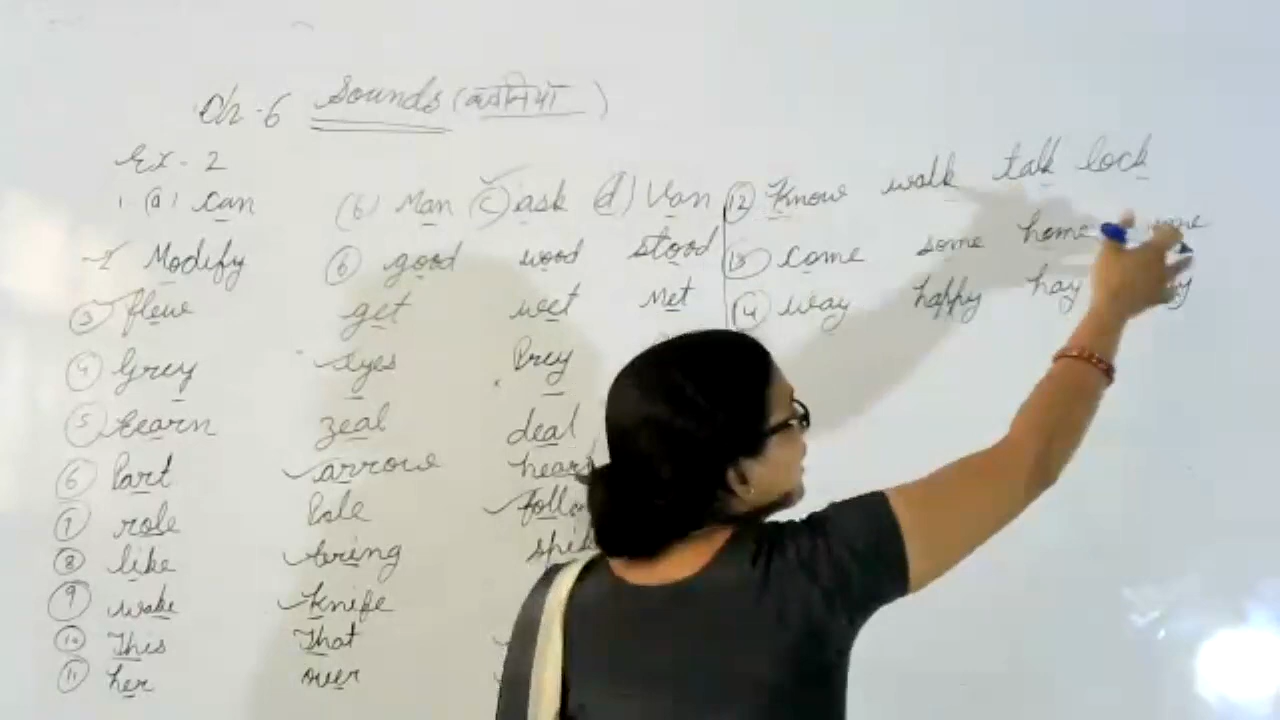 Ch-6 Sounds (ध्वनियाँ)
Ex-2
1. (a) Can (b) Man (c) ask (d) Van
2 Modify (6) good wood stood
(3) flew get wet Met
(4) Grey eyes Prey
(5) Learn zeal deal
(6) Part arrow heart
(7) role Pale
(8) like bring
(9) wake knife
(10) This That
(11) her over
(12) Know walk talk lock
(13) come some home
(14) way happy hay